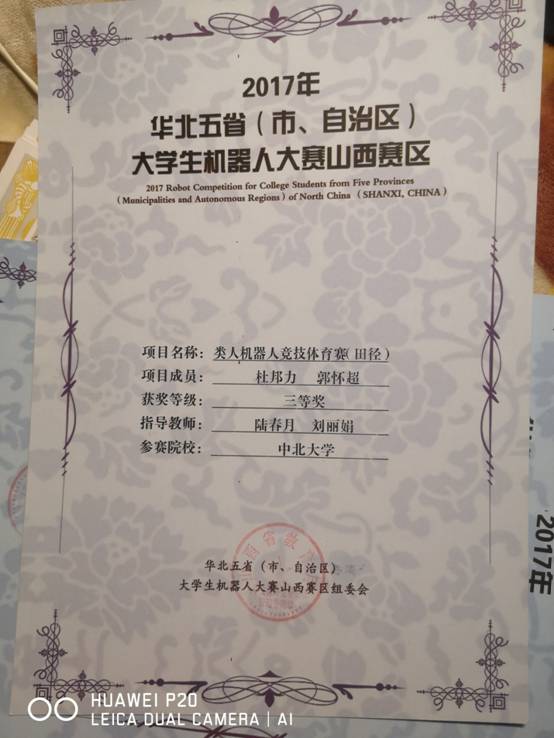 2017年
华北五省（市、自治区）
大学生机器人大赛山西赛区
2017 Robot Competition for College Students from Five Provinces
（Municipalities and Autonomous Regions）of North China （SHANXI, CHINA）
项目名称：类人机器人竞技体育赛（田径）
项目成员：杜邦力 郭怀超
获奖等级：三等奖
指导教师：陆春月 刘丽娟
参赛院校：中北大学
华北五省（市、自治区）
大学生机器人大赛山西赛区组委会
2017年
HUAWEI P20
LEICA DUAL CAMERA | AI